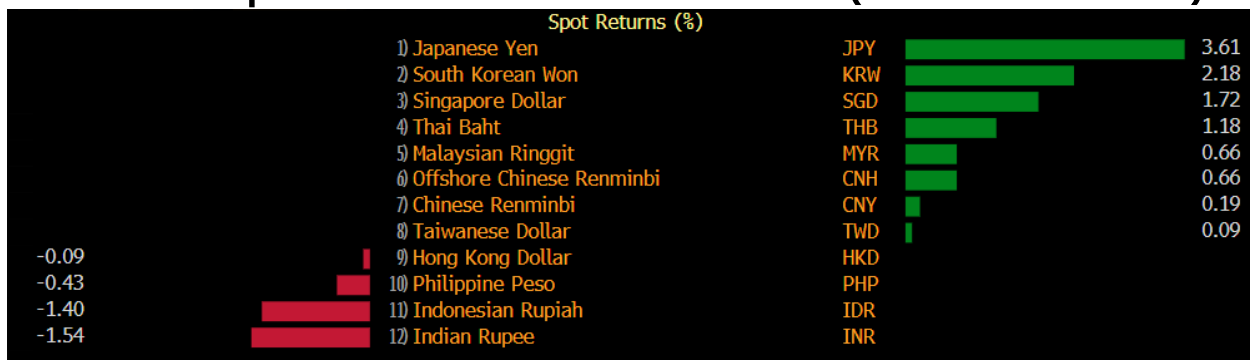 Spot Returns (%)
1) Japanese Yen JPY 3.61
2) South Korean Won KRW 2.18
3) Singapore Dollar SGD 1.72
4) Thai Baht THB 1.18
5) Malaysian Ringgit MYR 0.66
6) Offshore Chinese Renminbi CNH 0.66
7) Chinese Renminbi CNY 0.19
8) Taiwanese Dollar TWD 0.09
-0.09 9) Hong Kong Dollar HKD
-0.43 10) Philippine Peso PHP
-1.40 11) Indonesian Rupiah IDR
-1.54 12) Indian Rupee INR